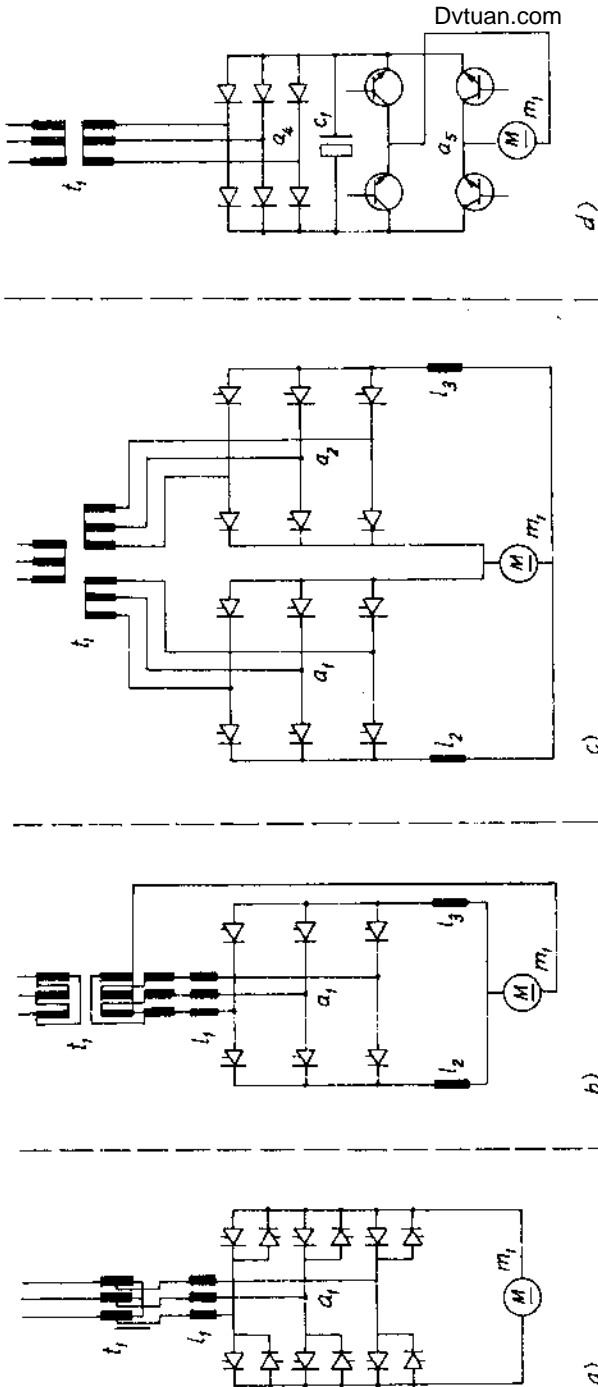 Dvtuan.com
t₁
a₄
c₁
a₅
M
m₁
d)
t₁
a₁
a₂
l₂
l₃
M
m₁
c)
t₁
l₁
a₁
l₂
l₃
M
m₁
b)
t₁
l₁
a₁
M
m₁
a)